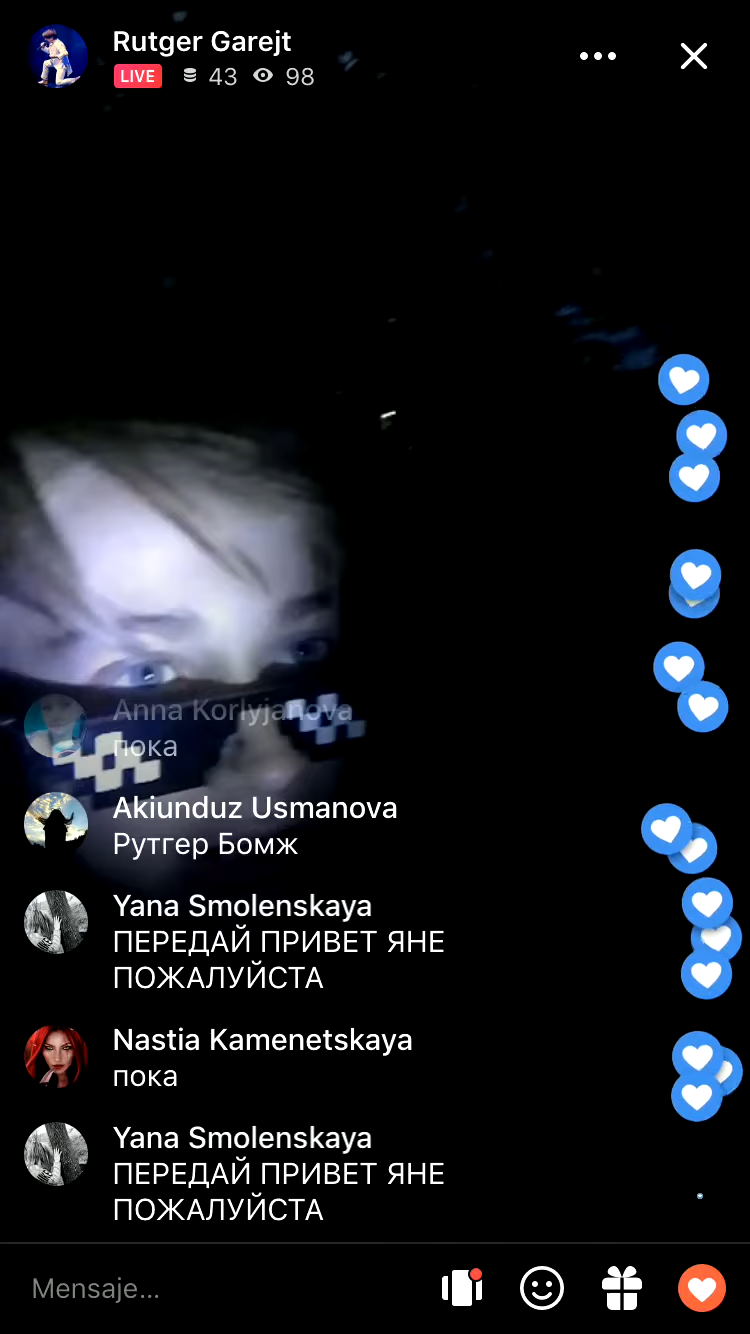 Rutger Garejt
LIVE 43 98
Anna Korlyjanova
пока
Akiunduz Usmanova
Рутгер Бомж
Yana Smolenskaya
ПЕРЕДАЙ ПРИВЕТ ЯНЕ
ПОЖАЛУЙСТА
Nastia Kamenetskaya
пока
Yana Smolenskaya
ПЕРЕДАЙ ПРИВЕТ ЯНЕ
ПОЖАЛУЙСТА
Mensaje...